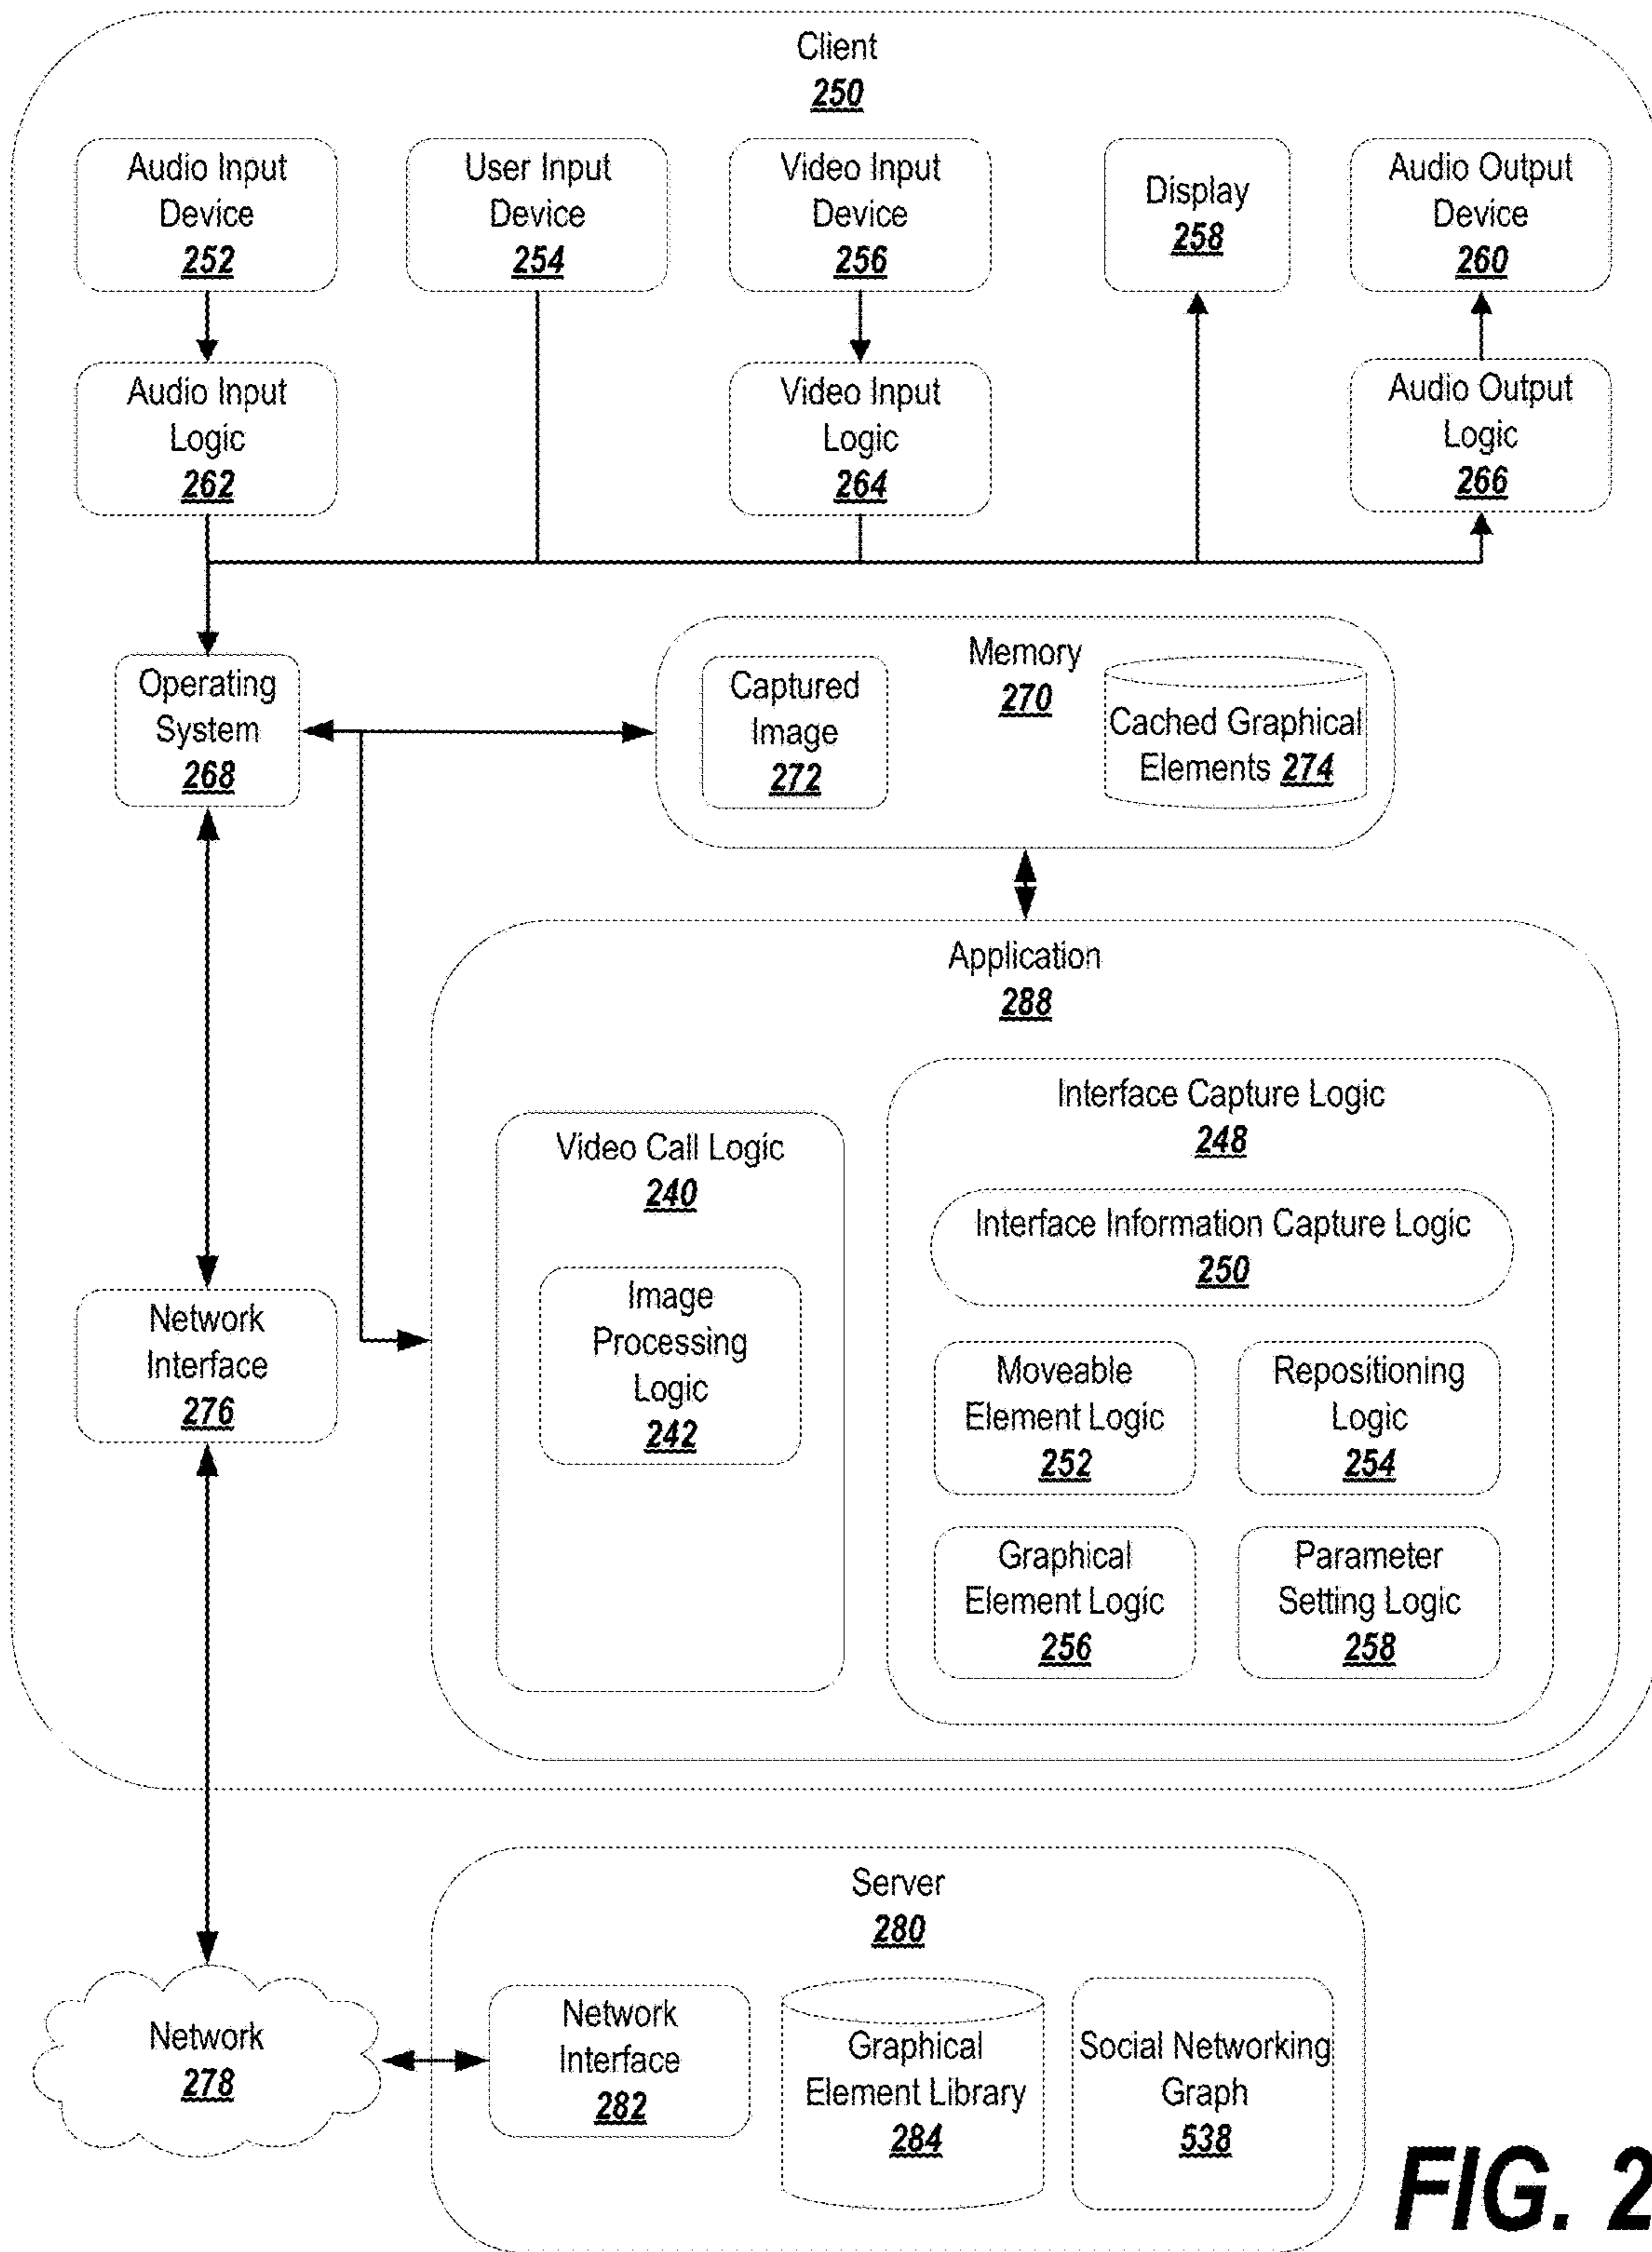 Client
250
Audio Input
Device
252
User Input
Device
254
Video Input
Device
256
Display
258
Audio Output
Device
260
Audio Input
Logic
262
Video Input
Logic
264
Audio Output
Logic
266
Operating
System
268
Memory
270
Captured
Image
272
Cached Graphical
Elements 274
Application
288
Video Call Logic
240
Image
Processing
Logic
242
Interface Capture Logic
248
Interface Information Capture Logic
250
Moveable
Element Logic
252
Repositioning
Logic
254
Graphical
Element Logic
256
Parameter
Setting Logic
258
Network
Interface
276
Server
280
Network
278
Network
Interface
282
Graphical
Element Library
284
Social Networking
Graph
538
FIG. 2